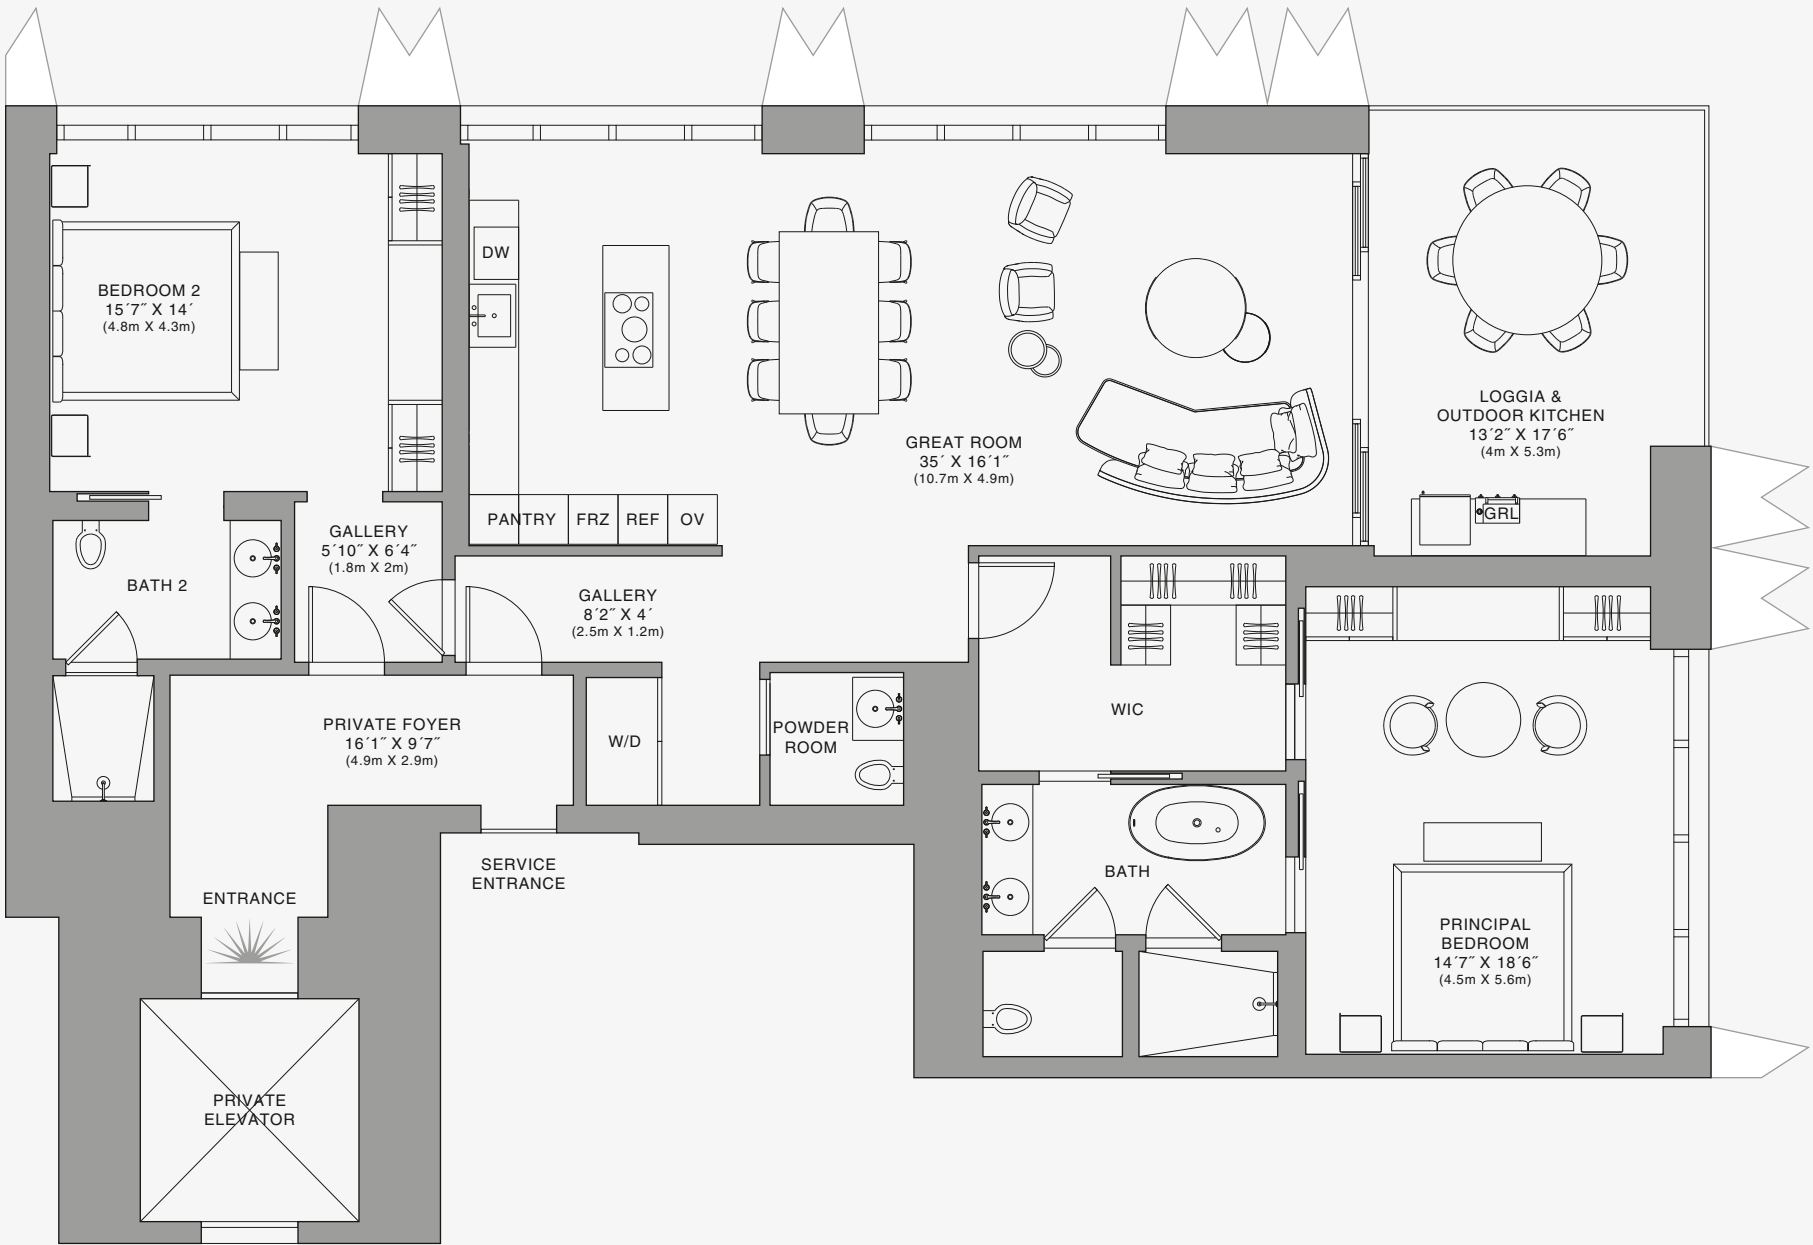 BEDROOM 2
15´7˝ X 14´
(4.8m X 4.3m)
DW
GREAT ROOM
35´ X 16´1˝
(10.7m X 4.9m)
LOGGIA &
OUTDOOR KITCHEN
13´2˝ X 17´6˝
(4m X 5.3m)
GRL
PANTRY
FRZ
REF
OV
GALLERY
5´10˝ X 6´4˝
(1.8m X 2m)
BATH 2
GALLERY
8´2˝ X 4´
(2.5m X 1.2m)
PRIVATE FOYER
16´1˝ X 9´7˝
(4.9m X 2.9m)
W/D
POWDER
ROOM
WIC
SERVICE
ENTRANCE
ENTRANCE
BATH
PRINCIPAL
BEDROOM
14´7˝ X 18´6˝
(4.5m X 5.6m)
PRIVATE
ELEVATOR